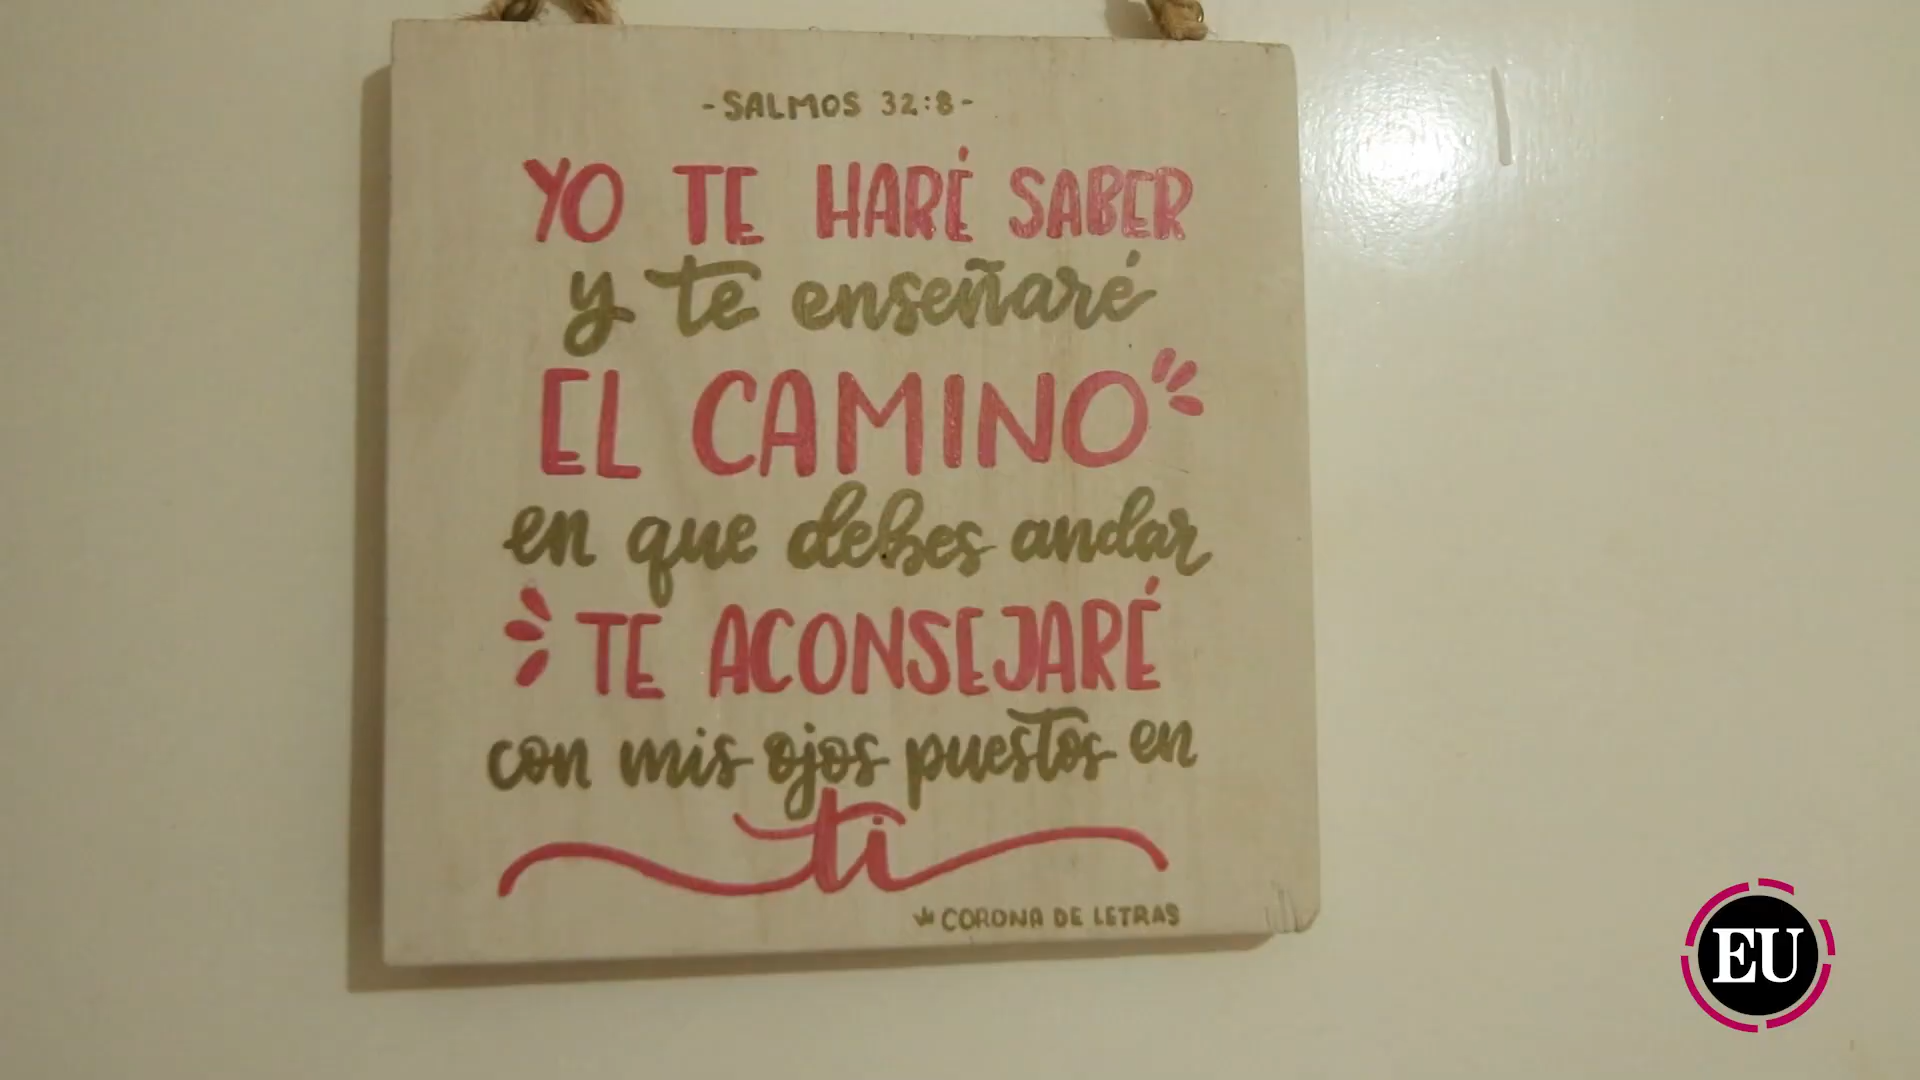 -SALMOS 32:8-
YO TE HARÉ SABER
y te enseñaré
EL CAMINO
en que debes andar
TE ACONSEJARÉ
con mis ojos puestos en
ti
CORONA DE LETRAS
EU